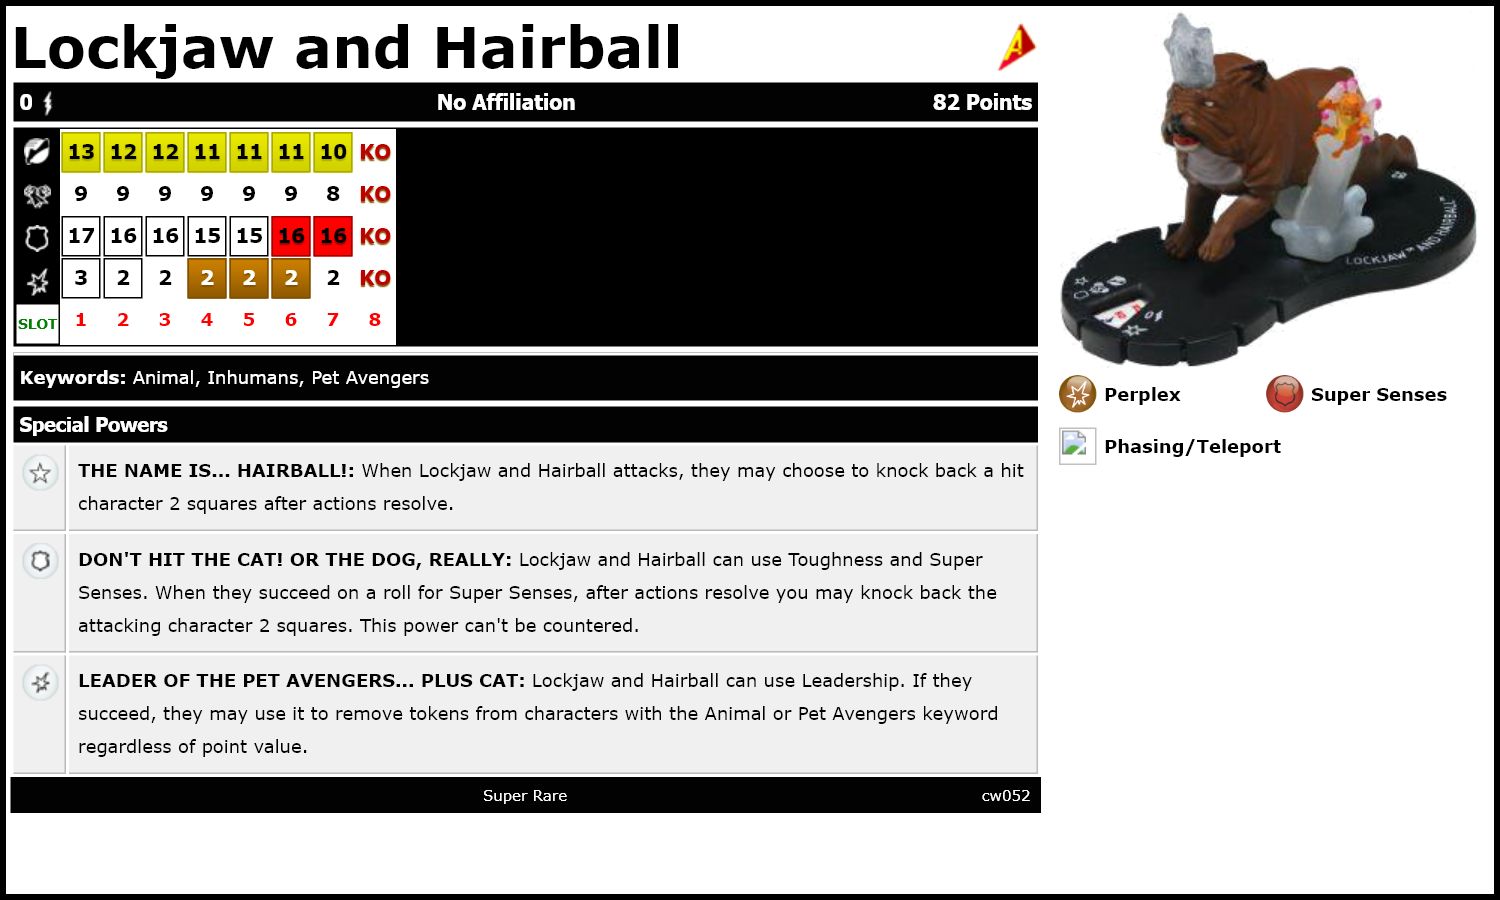 Lockjaw and Hairball
0 No Affiliation 82 Points
13 12 12 11 11 11 10 KO
9 9 9 9 9 9 8 KO
17 16 16 15 15 16 16 KO
3 2 2 2 2 2 2 KO
SLOT 1 2 3 4 5 6 7 8
Keywords: Animal, Inhumans, Pet Avengers
Special Powers
THE NAME IS... HAIRBALL!: When Lockjaw and Hairball attacks, they may choose to knock back a hit
character 2 squares after actions resolve.
DON'T HIT THE CAT! OR THE DOG, REALLY: Lockjaw and Hairball can use Toughness and Super
Senses. When they succeed on a roll for Super Senses, after actions resolve you may knock back the
attacking character 2 squares. This power can't be countered.
LEADER OF THE PET AVENGERS... PLUS CAT: Lockjaw and Hairball can use Leadership. If they
succeed, they may use it to remove tokens from characters with the Animal or Pet Avengers keyword
regardless of point value.
Super Rare cw052
LOCKJAW™ AND HAIRBALL™
Perplex Super Senses
Phasing/Teleport